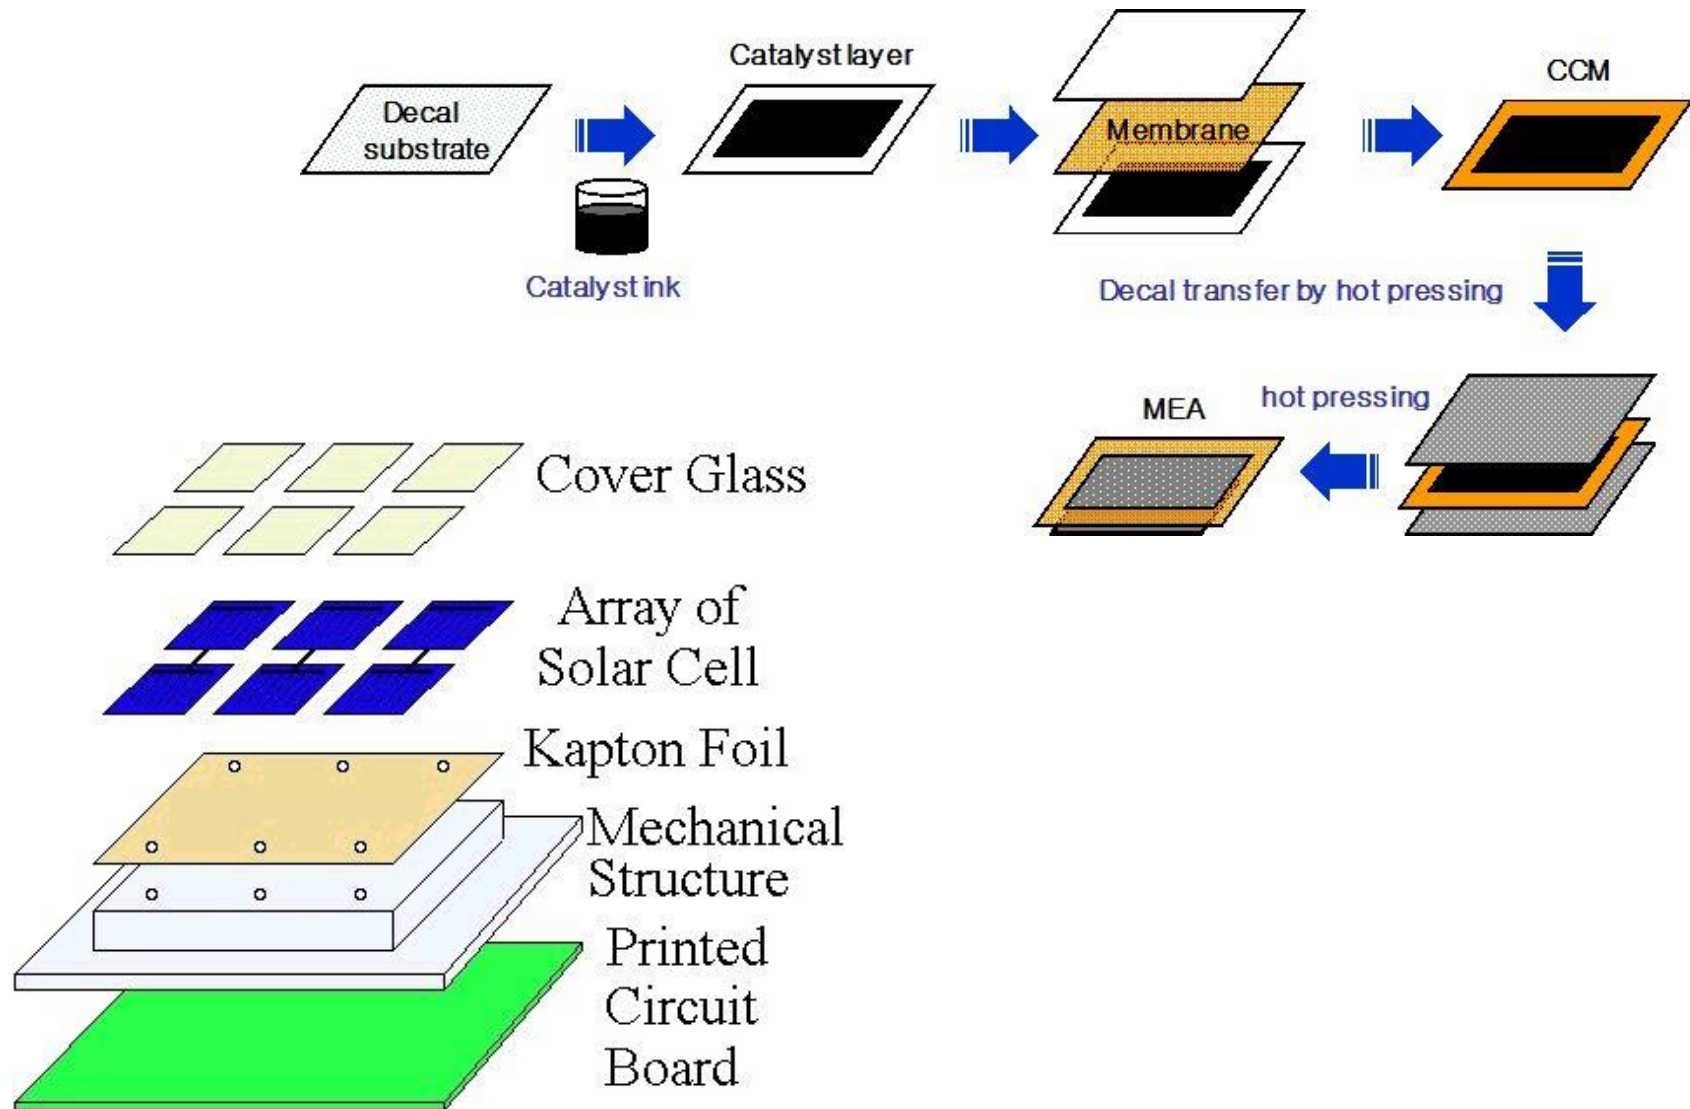 Catalyst layer
CCM
Decal
substrate
Membrane
Catalyst ink
Decal transfer by hot pressing
hot pressing
MEA
Cover Glass
Array of
Solar Cell
Kapton Foil
Mechanical
Structure
Printed
Circuit
Board